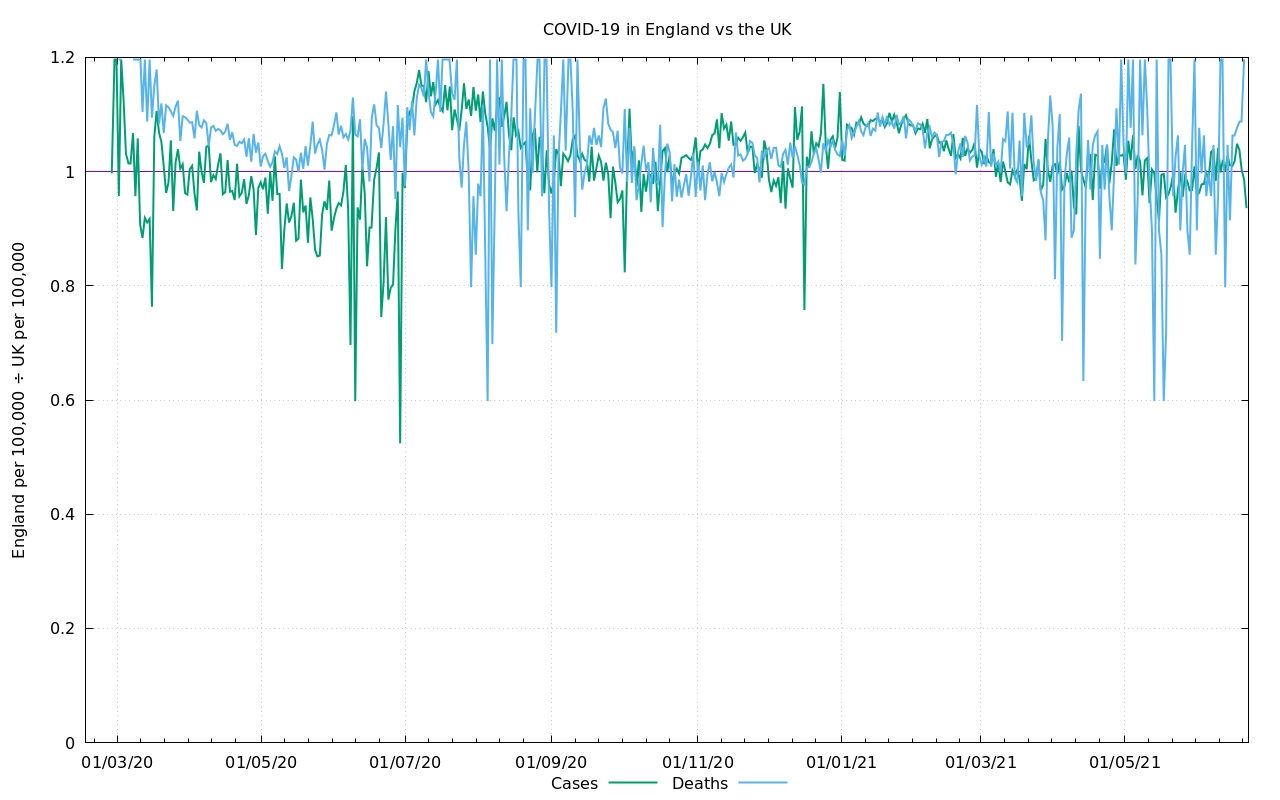 COVID-19 in England vs the UK
England per 100,000 ÷ UK per 100,000
1.2
1
0.8
0.6
0.4
0.2
0
01/03/20 01/05/20 01/07/20 01/09/20 01/11/20 01/01/21 01/03/21 01/05/21
Cases Deaths